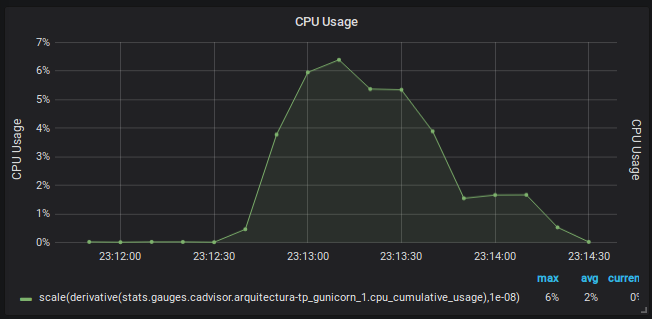 CPU Usage
7%
6%
5%
4%
3%
2%
1%
0%
CPU Usage
CPU Usage
23:12:00 23:12:30 23:13:00 23:13:30 23:14:00 23:14:30
max avg curren
scale(derivative(stats.gauges.cadvisor.arquitectura-tp_gunicorn_1.cpu_cumulative_usage),1e-08) 6% 2% 0%